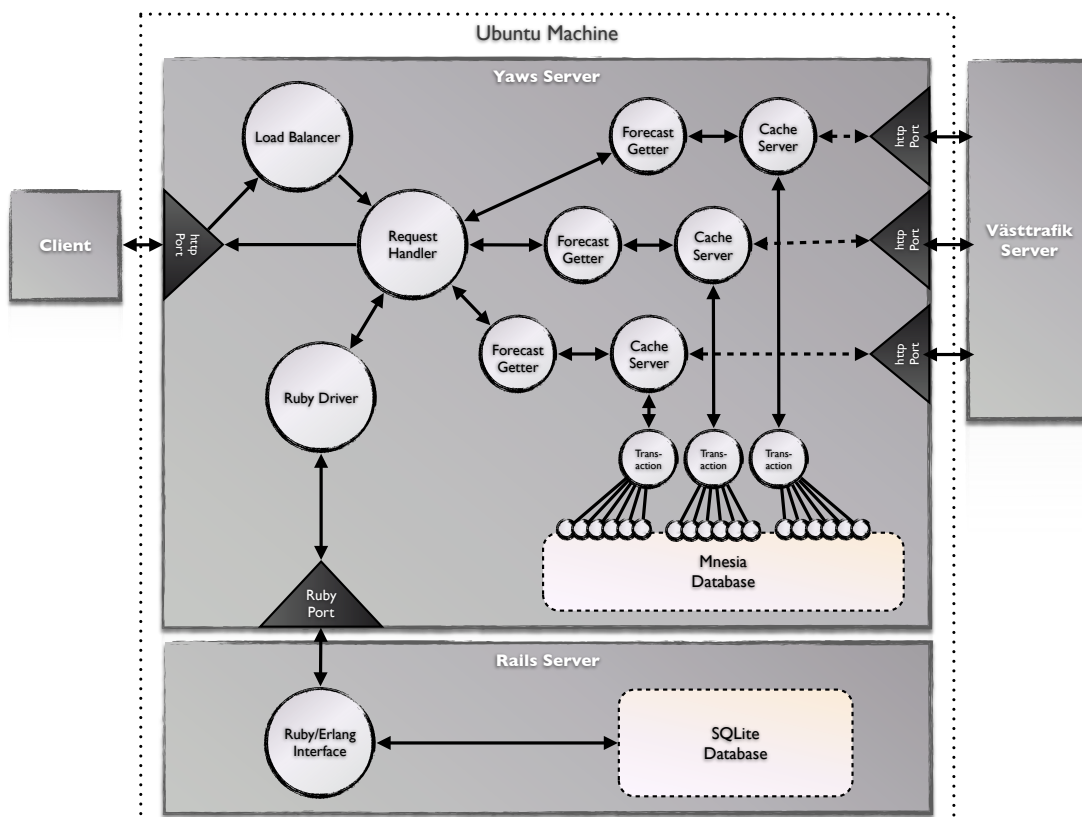 Ubuntu Machine
Yaws Server
Load Balancer
Forecast
Getter
Cache
Server
http
Port
Client
http
Port
Request
Handler
Forecast
Getter
Cache
Server
http
Port
Västtrafik
Server
Forecast
Getter
Cache
Server
http
Port
Ruby Driver
Trans-
action
Trans-
action
Trans-
action
Mnesia
Database
Ruby
Port
Rails Server
Ruby/Erlang
Interface
SQLite
Database